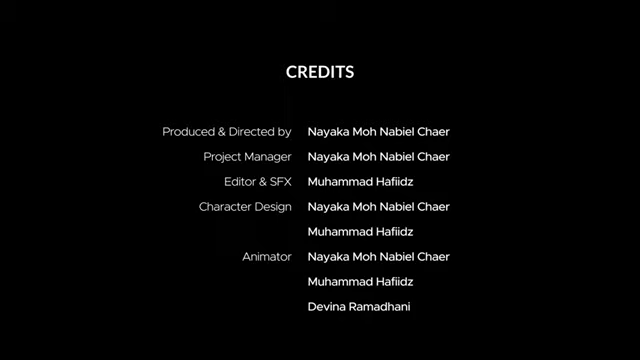 CREDITS
Produced & Directed by Nayaka Moh Nabiel Chaer
Project Manager Nayaka Moh Nabiel Chaer
Editor & SFX Muhammad Hafiidz
Character Design Nayaka Moh Nabiel Chaer
Muhammad Hafiidz
Animator Nayaka Moh Nabiel Chaer
Muhammad Hafiidz
Devina Ramadhani